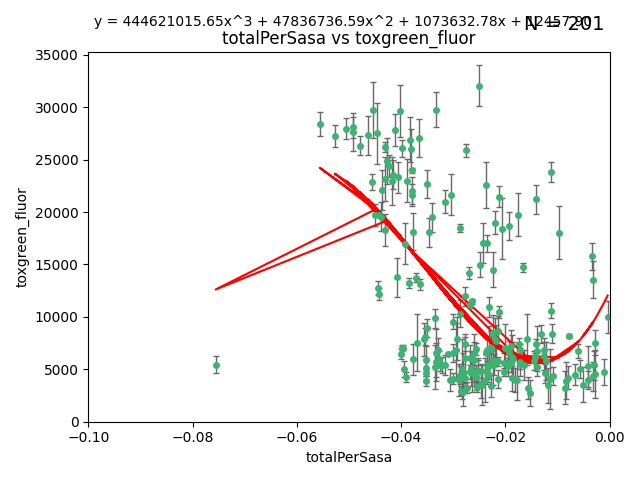 y = 444621015.65x^3 + 47836736.59x^2 + 1073632.78x +
N = 201
totalPerSasa vs toxgreen_fluor
35000
30000
25000
20000
15000
10000
5000
0
toxgreen_fluor
−0.10
−0.08
−0.06
−0.04
−0.02
0.00
totalPerSasa